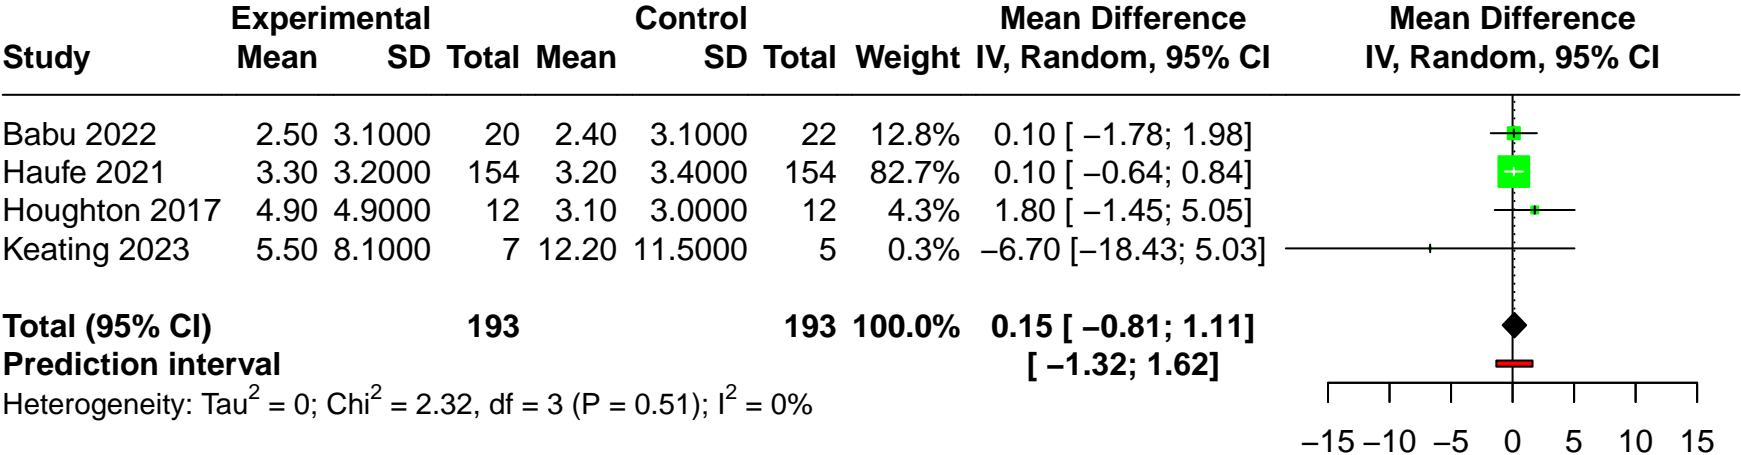 Experimental Control Mean Difference Mean Difference
Study Mean SD Total Mean SD Total Weight IV, Random, 95% CI IV, Random, 95% CI
Babu 2022 2.50 3.1000 20 2.40 3.1000 22 12.8% 0.10 [ −1.78; 1.98]
Haufe 2021 3.30 3.2000 154 3.20 3.4000 154 82.7% 0.10 [ −0.64; 0.84]
Houghton 2017 4.90 4.9000 12 3.10 3.0000 12 4.3% 1.80 [ −1.45; 5.05]
Keating 2023 5.50 8.1000 7 12.20 11.5000 5 0.3% −6.70 [−18.43; 5.03]
Total (95% CI) 193 193 100.0% 0.15 [ −0.81; 1.11]
Prediction interval [ −1.32; 1.62]
Heterogeneity: Tau² = 0; Chi² = 2.32, df = 3 (P = 0.51); I² = 0%
−15 −10 −5 0 5 10 15